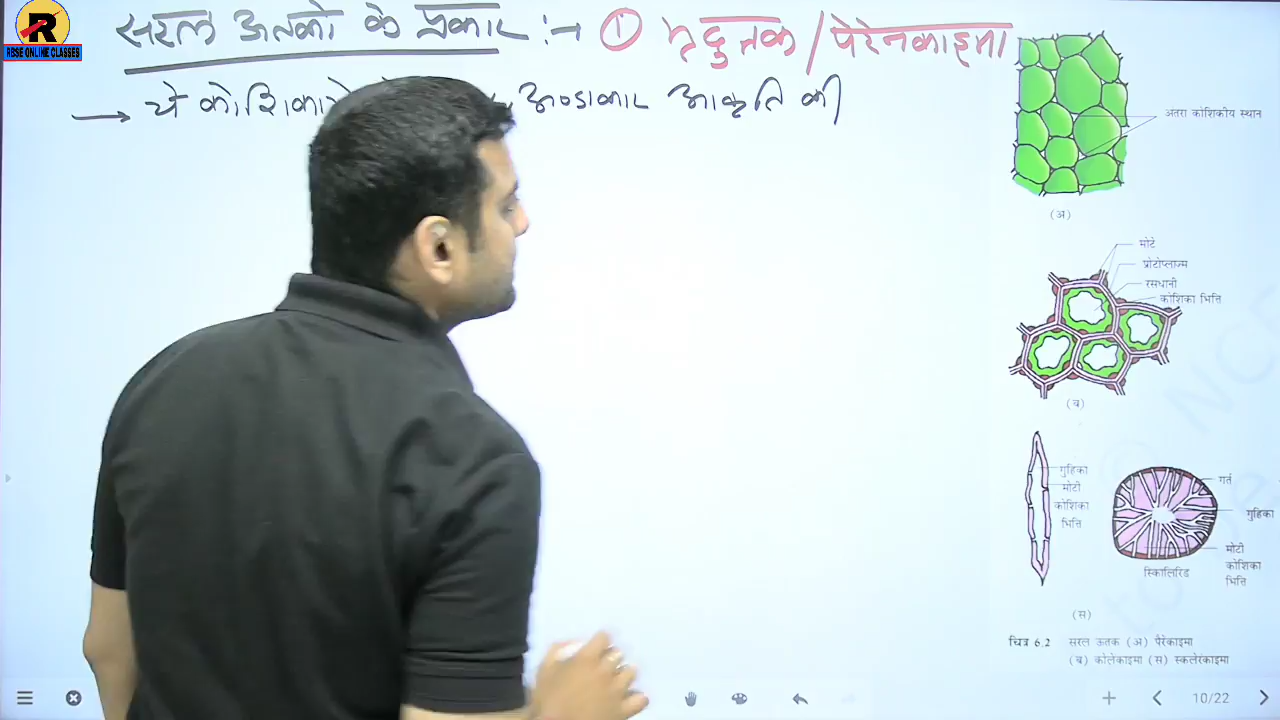 RBSE ONLINE CLASSES
सरल ऊतको के प्रकार :→ ① मृदुतक / पेरेनकाइमा
→ ये कोशिकाये , अण्डाकार आकृति की
अंतरा कोशिकीय स्थान
(अ)
मोटे
प्रोटोप्लाज्म
रसधानी
कोशिका भित्ति
(ब)
गुहिका
मोटी
कोशिका
भित्ति
गर्त
गुहिका
मोटी
कोशिका
भित्ति
स्किालिरिड
(स)
चित्र 6.2 सरल ऊतक (अ) पैरेकाइमा
(ब) कोलेकाइमा (स) स्कलेरेंकाइमा
10/22